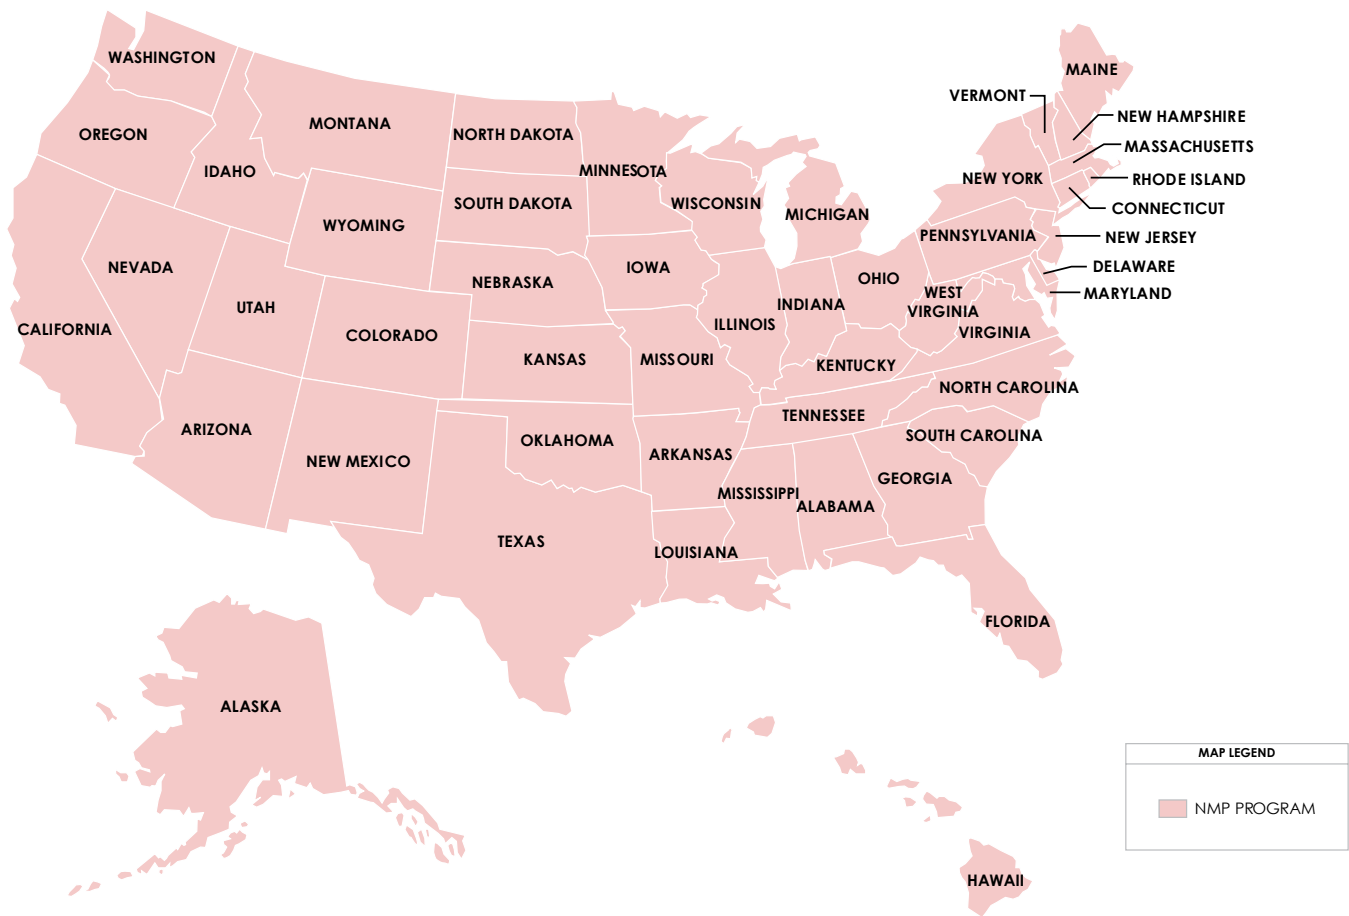 WASHINGTON
MAINE
VERMONT
NEW HAMPSHIRE
MONTANA
OREGON
NORTH DAKOTA
MASSACHUSETTS
IDAHO
MINNESOTA
NEW YORK
RHODE ISLAND
SOUTH DAKOTA
WISCONSIN
CONNECTICUT
MICHIGAN
WYOMING
PENNSYLVANIA
NEW JERSEY
NEVADA
IOWA
DELAWARE
OHIO
NEBRASKA
WEST
VIRGINIA
MARYLAND
UTAH
INDIANA
CALIFORNIA
COLORADO
ILLINOIS
VIRGINIA
KANSAS
MISSOURI
KENTUCKY
NORTH CAROLINA
TENNESSEE
ARIZONA
SOUTH CAROLINA
OKLAHOMA
ARKANSAS
NEW MEXICO
GEORGIA
MISSISSIPPI
ALABAMA
TEXAS
LOUISIANA
FLORIDA
ALASKA
MAP LEGEND
NMP PROGRAM
HAWAII